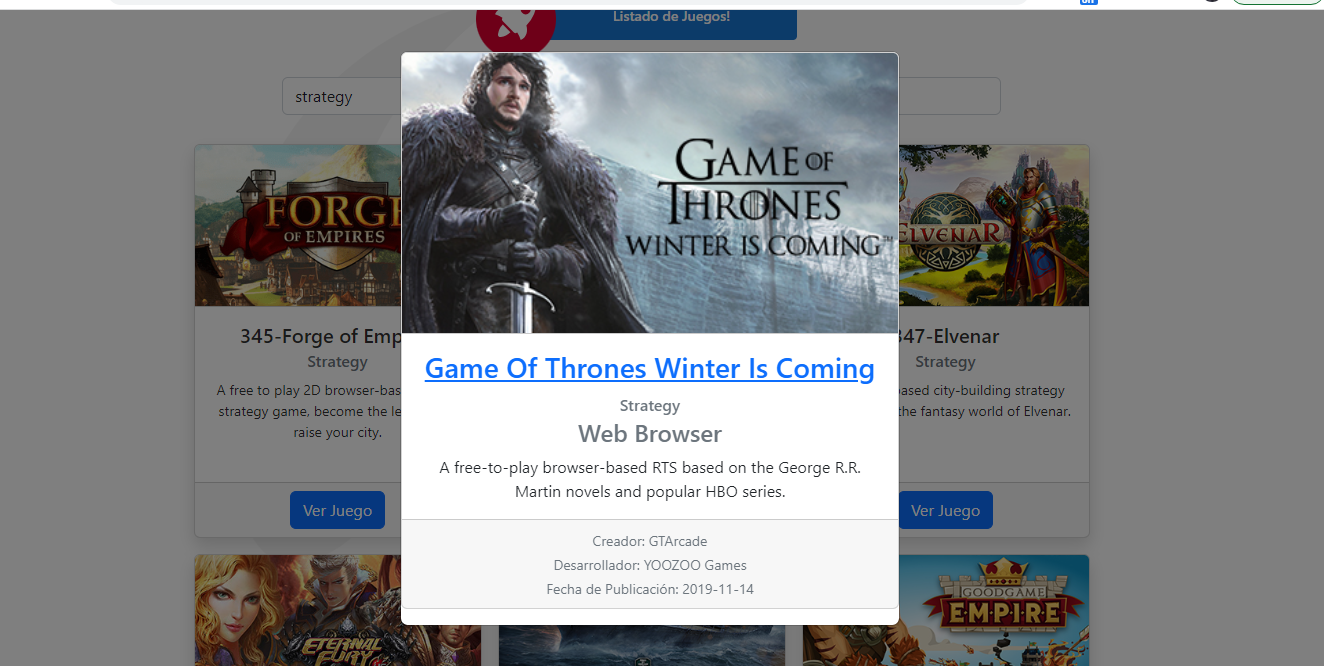 Listado de Juegos!
strategy
GAME OF
THRONES
WINTER IS COMING™
FORGE
OF EMPIRES
ELVENAR
345-Forge of Emp
Strategy
A free to play 2D browser-bas
strategy game, become the le
raise your city.
Ver Juego
Game Of Thrones Winter Is Coming
Strategy
Web Browser
A free-to-play browser-based RTS based on the George R.R.
Martin novels and popular HBO series.
Creador: GTArcade
Desarrollador: YOOZOO Games
Fecha de Publicación: 2019-11-14
347-Elvenar
Strategy
ased city-building strategy
the fantasy world of Elvenar.
Ver Juego
ETERNAL
FURY
GOODGAME
EMPIRE